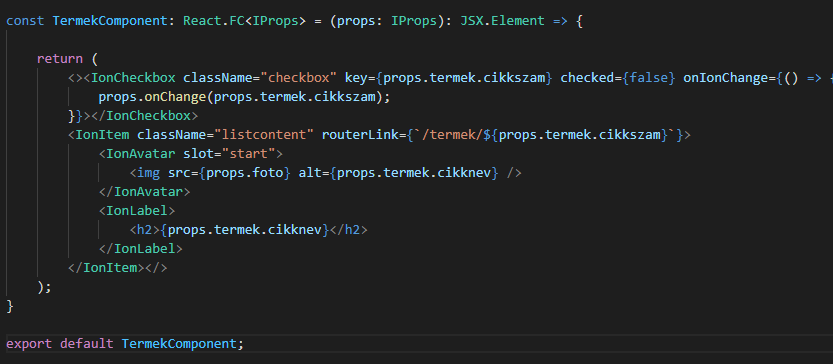 const TermekComponent: React.FC<IProps> = (props: IProps): JSX.Element => {
return (
<><IonCheckbox className="checkbox" key={props.termek.cikkszam} checked={false} onIonChange={() => {
props.onChange(props.termek.cikkszam);
}}></IonCheckbox>
<IonItem className="listcontent" routerLink={`/termek/${props.termek.cikkszam}`}>
<IonAvatar slot="start">
<img src={props.foto} alt={props.termek.cikknev} />
</IonAvatar>
<IonLabel>
<h2>{props.termek.cikknev}</h2>
</IonLabel>
</IonItem></>
);
}
export default TermekComponent;